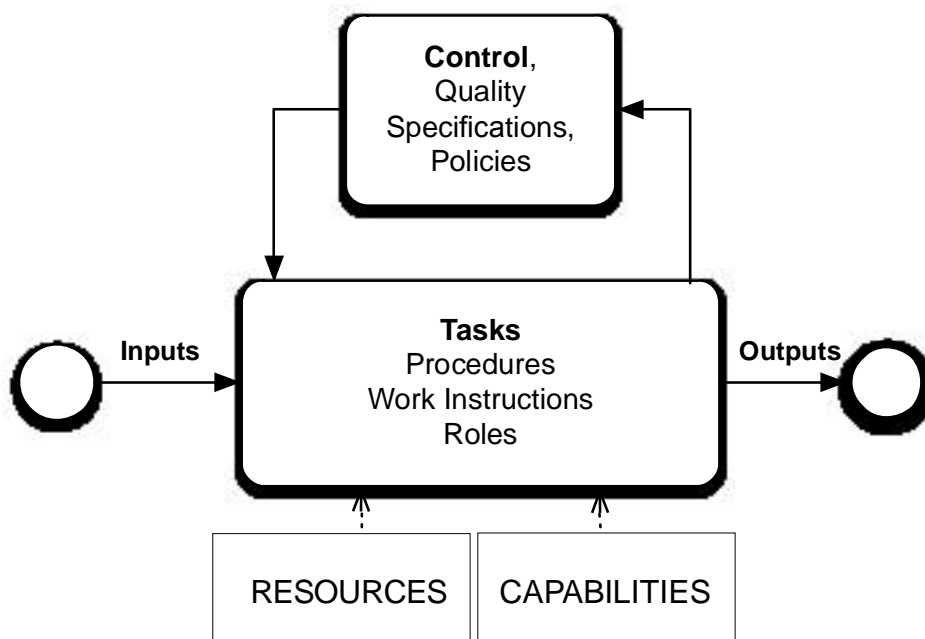 Control,
Quality
Specifications,
Policies
Inputs
Tasks
Procedures
Work Instructions
Roles
Outputs
RESOURCES
CAPABILITIES